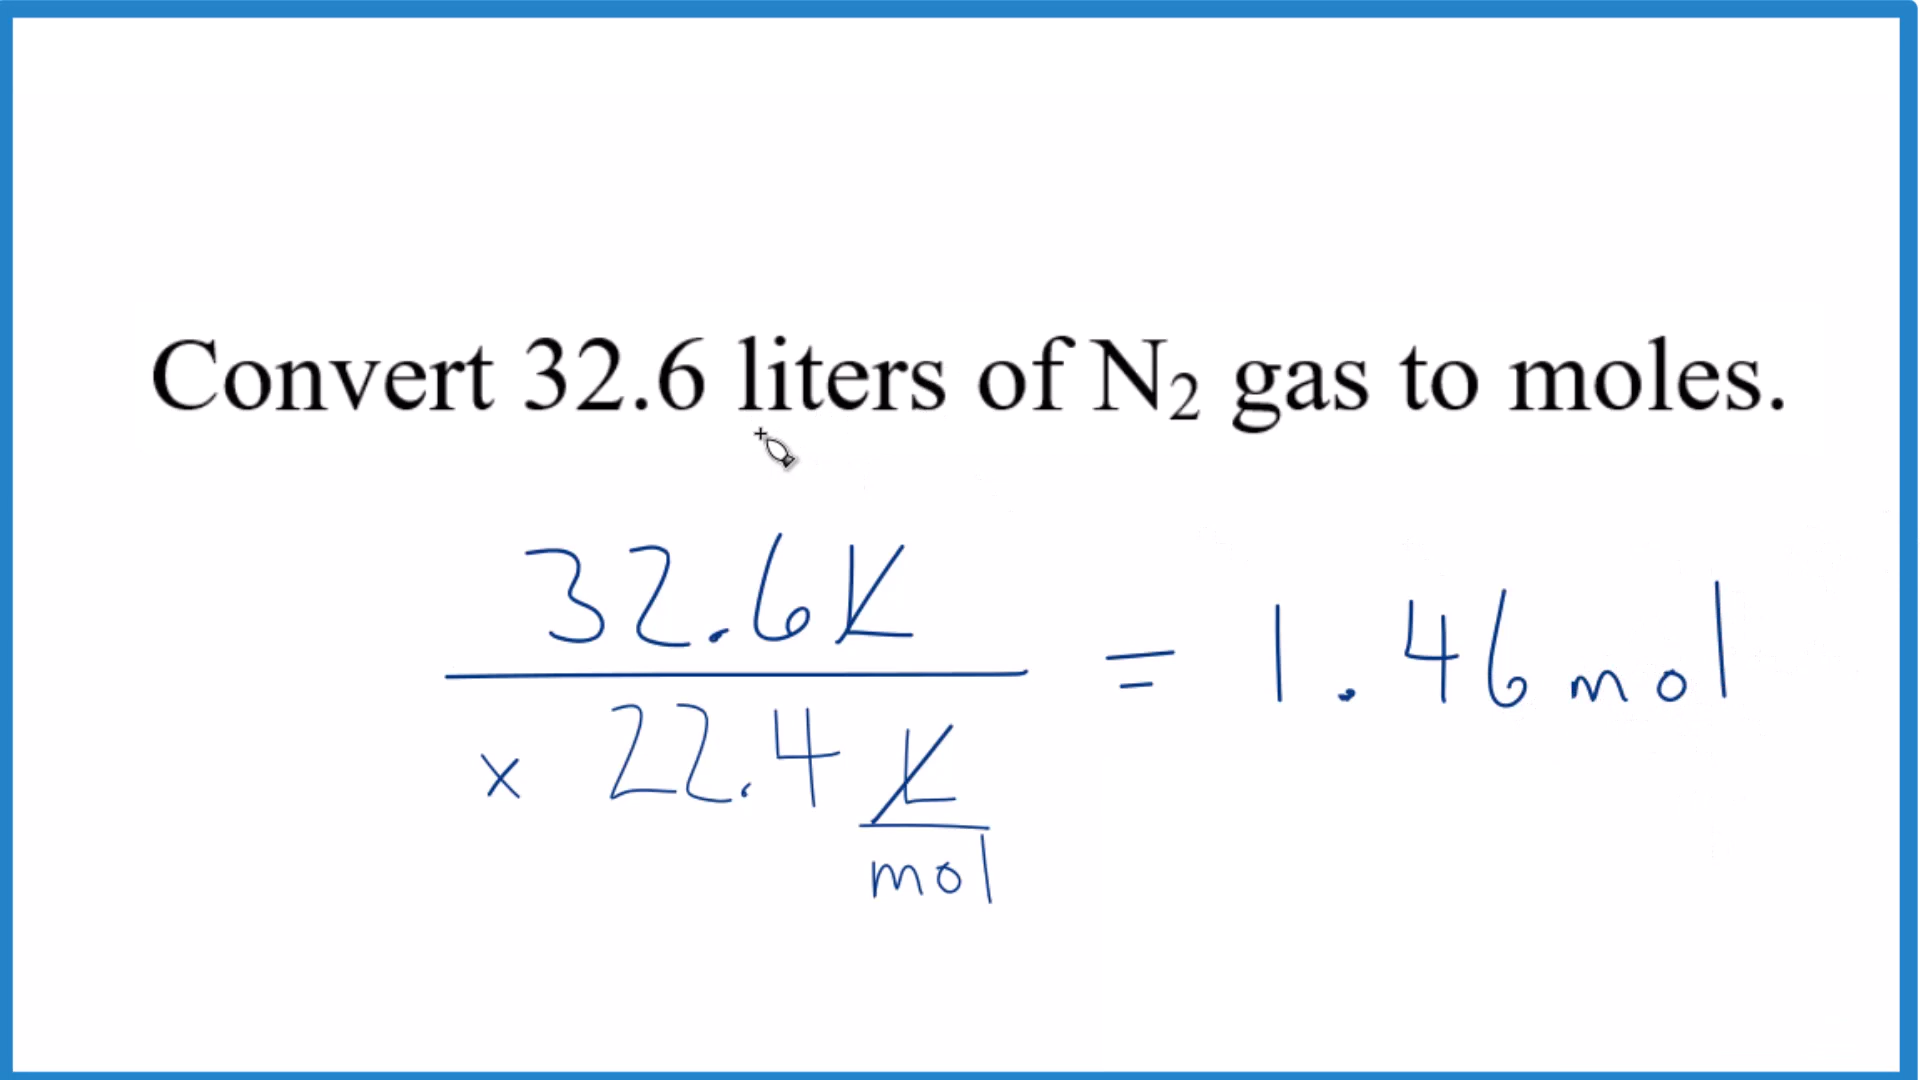 Convert 32.6 liters of N₂ gas to moles.
32.6 L
= 1.46 mol
x 22.4 L
mol